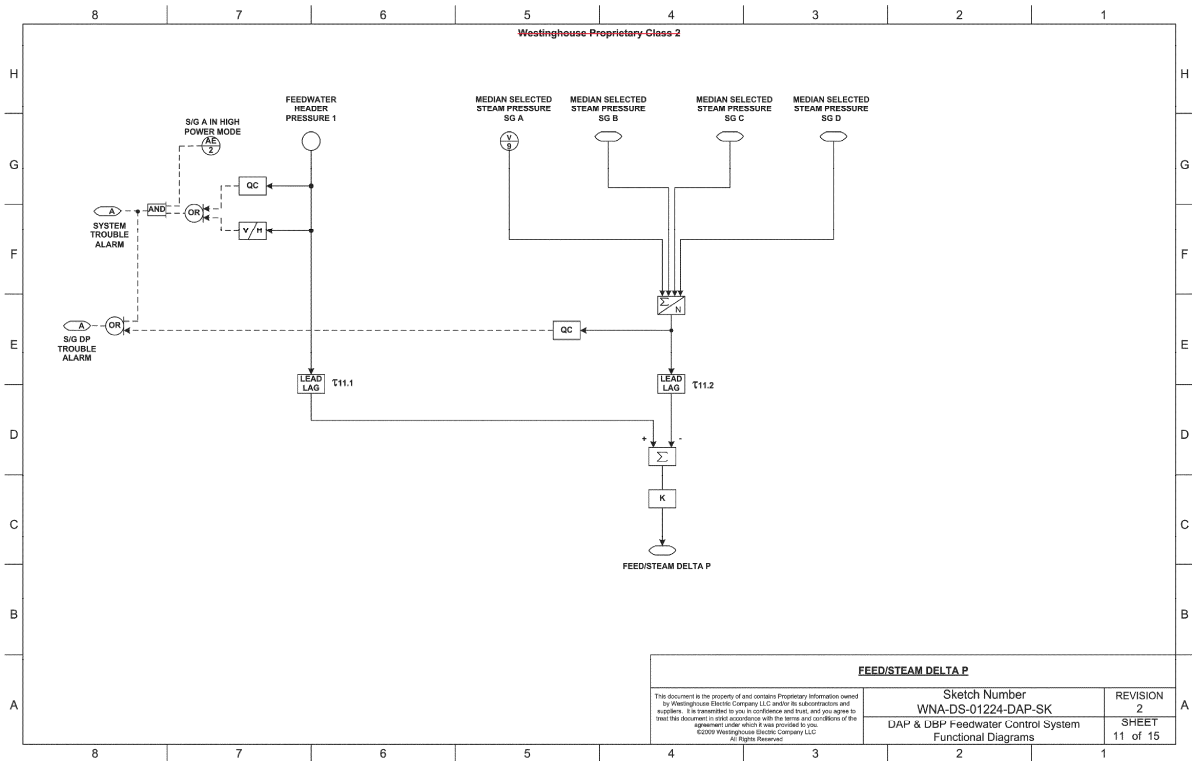 8 7 6 5 4 3 2 1
Westinghouse Proprietary Class 2
H H
FEEDWATER
HEADER
PRESSURE 1
MEDIAN SELECTED
STEAM PRESSURE
SG A
MEDIAN SELECTED
STEAM PRESSURE
SG B
MEDIAN SELECTED
STEAM PRESSURE
SG C
MEDIAN SELECTED
STEAM PRESSURE
SG D
S/G A IN HIGH
POWER MODE
AE
2
V
9
G G
QC
A
AND
OR
SYSTEM
TROUBLE
ALARM
V/H
F F
Σ/N
A
OR
QC
S/G DP
TROUBLE
ALARM
E E
LEAD
LAG
τ11.1
LEAD
LAG
τ11.2
D D
+ -
Σ
K
C C
FEED/STEAM DELTA P
B B
FEED/STEAM DELTA P
A A
This document is the property of and contains Proprietary Information owned
by Westinghouse Electric Company LLC and/or its subcontractors and
suppliers. It is transmitted to you in confidence and trust, and you agree to
treat this document in strict accordance with the terms and conditions of the
agreement under which it was provided to you.
©2009 Westinghouse Electric Company LLC
All Rights Reserved
Sketch Number
WNA-DS-01224-DAP-SK
REVISION
2
DAP & DBP Feedwater Control System
Functional Diagrams
SHEET
11 of 15
8 7 6 5 4 3 2 1